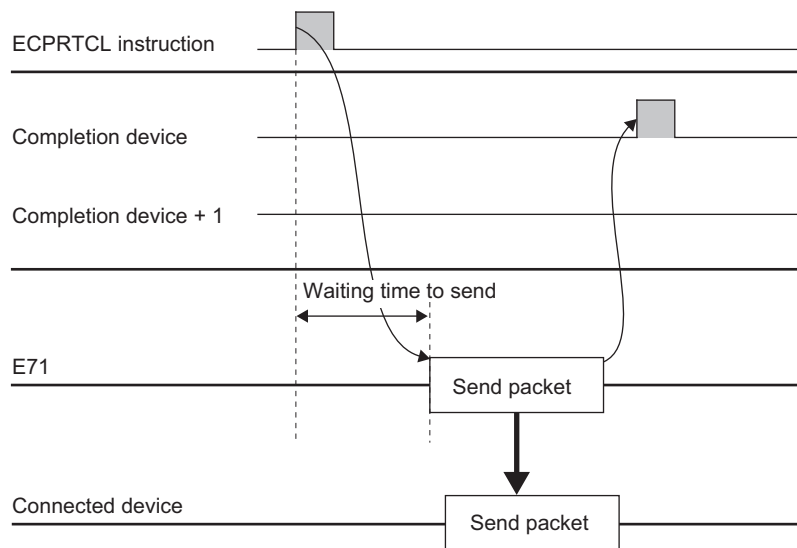 ECPRTCL instruction
Completion device
Completion device + 1
Waiting time to send
E71
Send packet
Connected device
Send packet